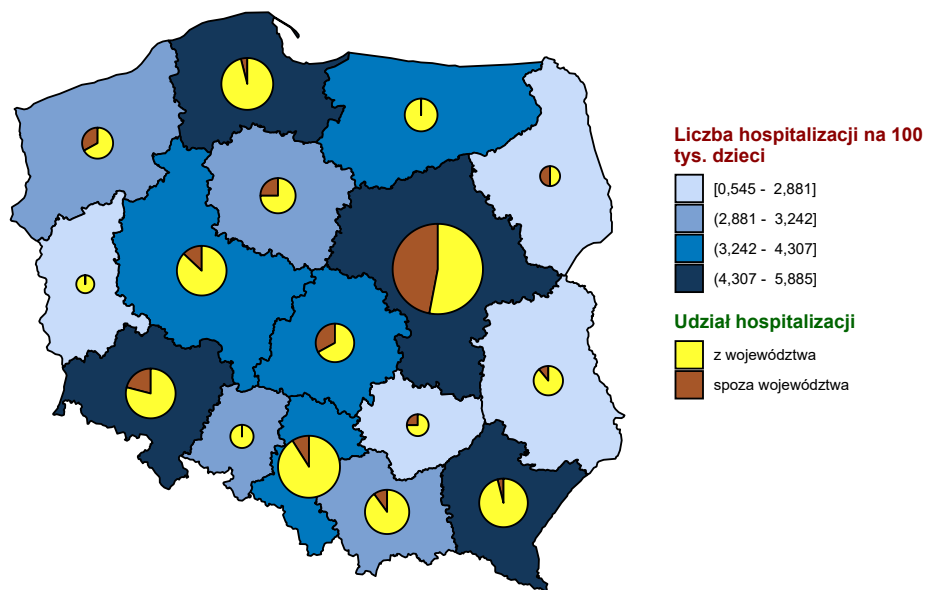 Liczba hospitalizacji na 100
tys. dzieci
[0,545 - 2,881]
(2,881 - 3,242]
(3,242 - 4,307]
(4,307 - 5,885]
Udział hospitalizacji
z województwa
spoza województwa